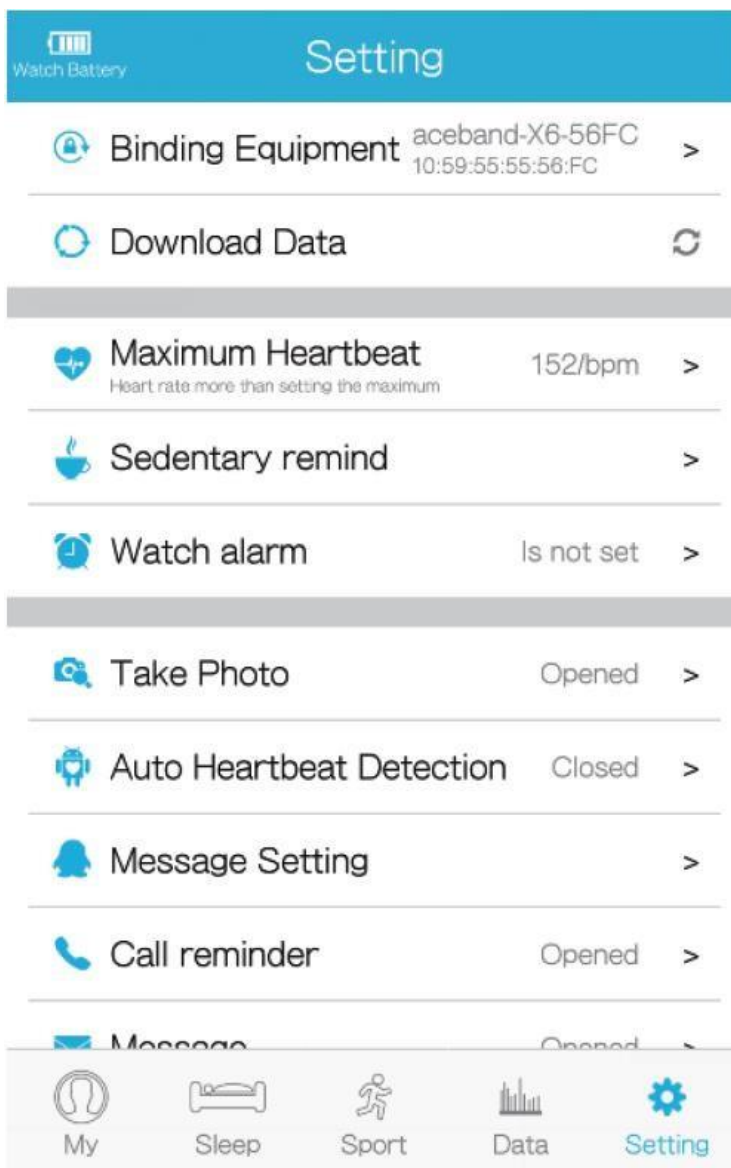 Setting
Watch Battery
Binding Equipment aceband-X6-56FC
10:59:55:55:56:FC
>
Download Data
Maximum Heartbeat
Heart rate more than setting the maximum
152/bpm >
Sedentary remind >
Watch alarm Is not set >
Take Photo Opened >
Auto Heartbeat Detection Closed >
Message Setting >
Call reminder Opened >
Message Opened >
My Sleep Sport Data Setting